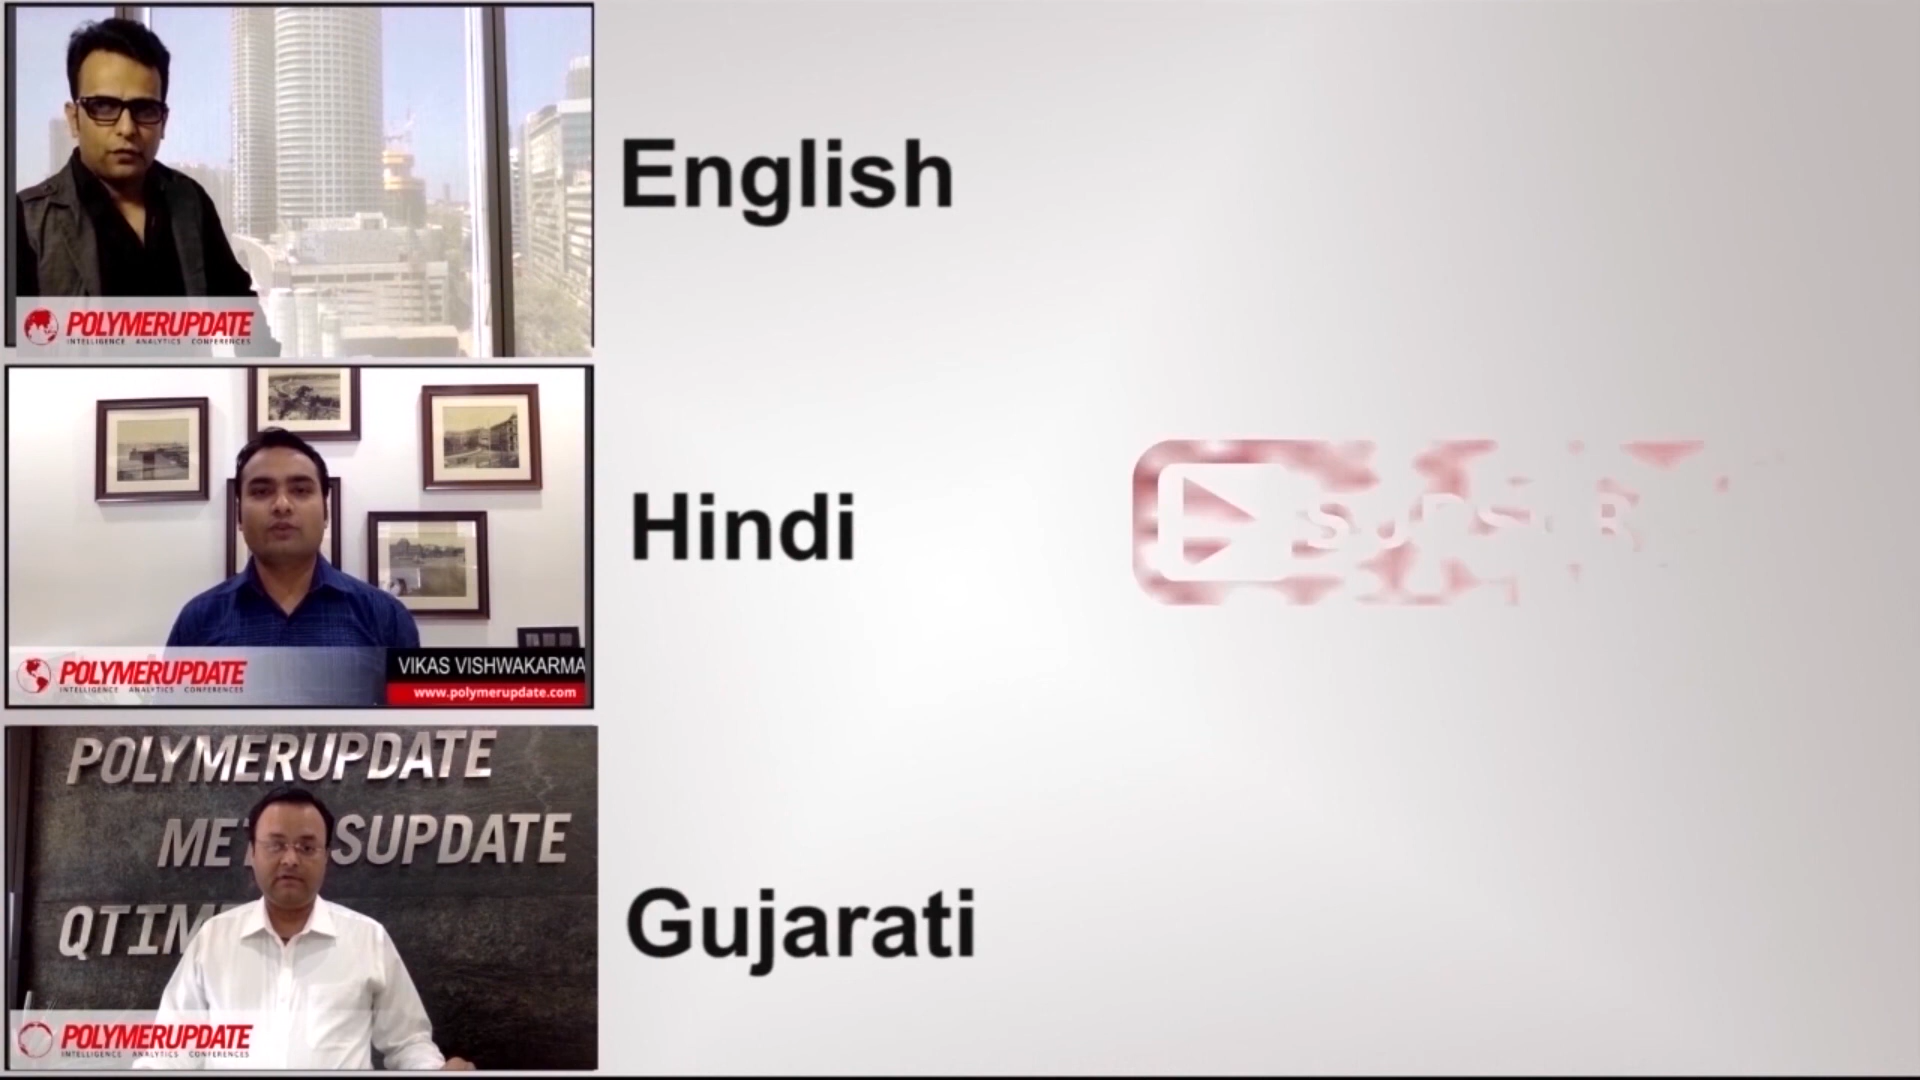 POLYMERUPDATE
INTELLIGENCE ANALYTICS CONFERENCES
English
POLYMERUPDATE
INTELLIGENCE ANALYTICS CONFERENCES
VIKAS VISHWAKARMA
www.polymerupdate.com
Hindi
POLYMERUPDATE
SUPDATE
POLYMERUPDATE
INTELLIGENCE ANALYTICS CONFERENCES
Gujarati